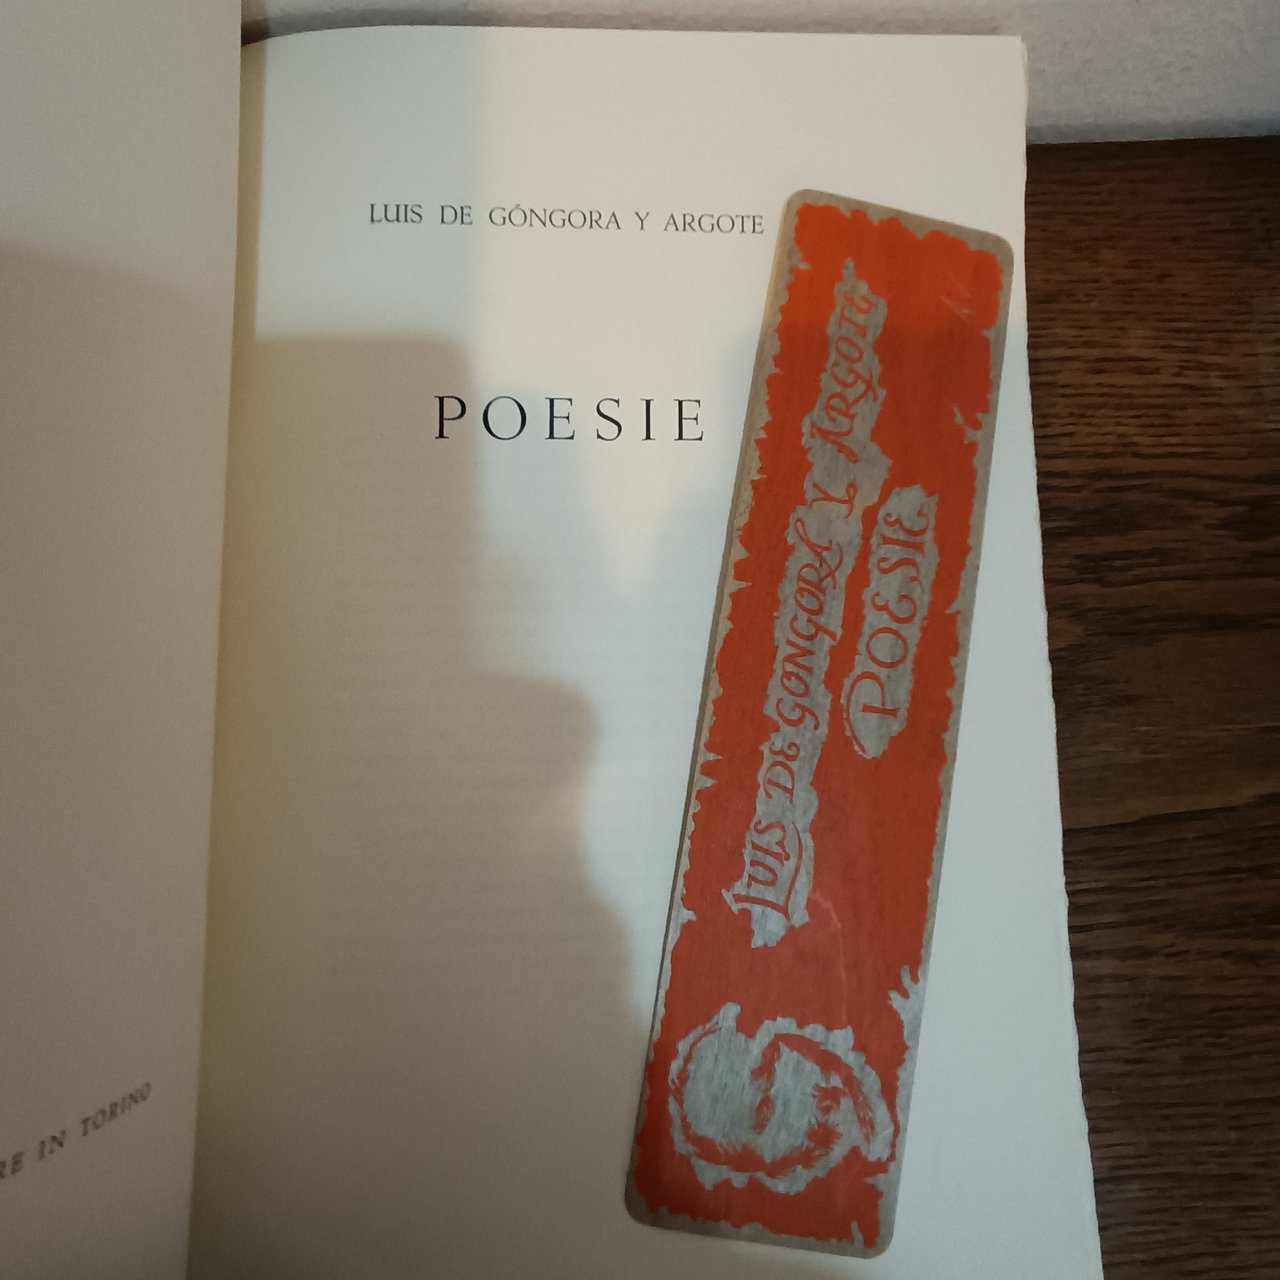 LUIS DE GÓNGORA Y ARGOTE
POESIE
LUIS DE GONGORA Y ARGOTE
POESIE
RE IN TORINO